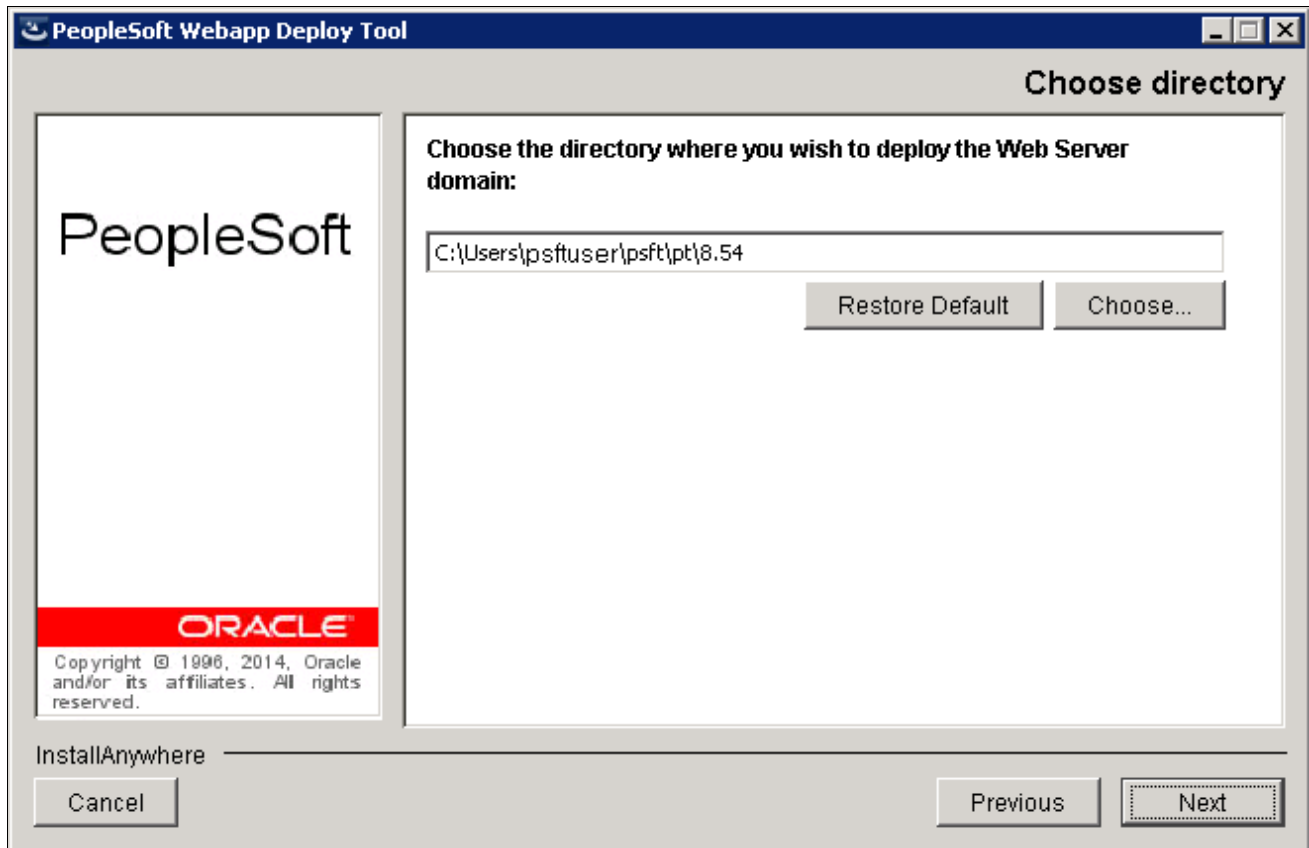 PeopleSoft Webapp Deploy Tool
Choose directory
PeopleSoft
ORACLE
Copyright © 1996, 2014, Oracle
and/or its affiliates. All rights
reserved.
Choose the directory where you wish to deploy the Web Server
domain:
C:\Users\psftuser\psft\pt\8.54
Restore Default
Choose...
InstallAnywhere
Cancel
Previous
Next